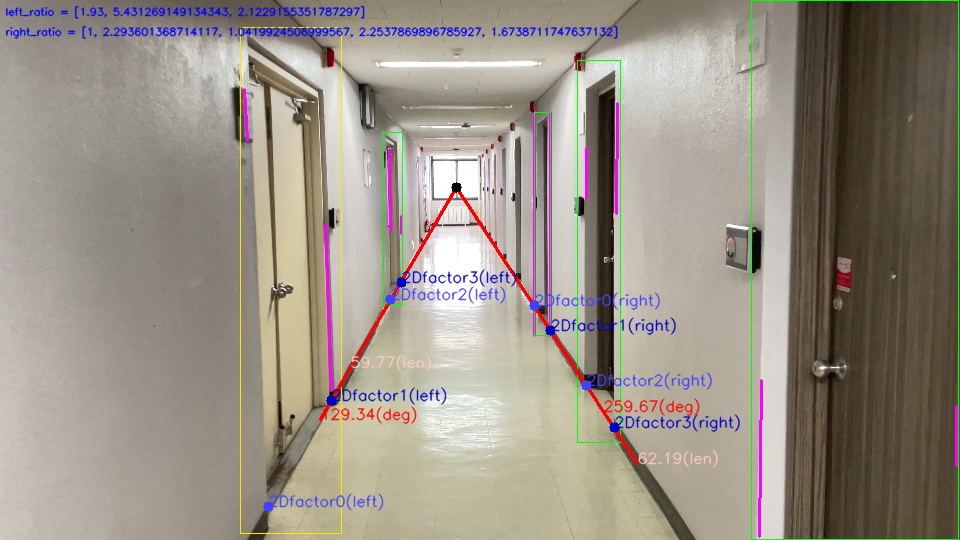 left_ratio = [1.93, 5.431269149134343, 2.1229155351787297]
right_ratio = [1, 2.293601368714117, 1.0419924506999567, 2.2537869896785927, 1.6738711747637132]
2Dfactor3(left)
2Dfactor2(left)
2Dfactor0(right)
2Dfactor1(right)
59.77(len)
2Dfactor2(right)
2Dfactor1(left)
259.67(deg)
129.34(deg)
2Dfactor3(right)
62.19(len)
2Dfactor0(left)